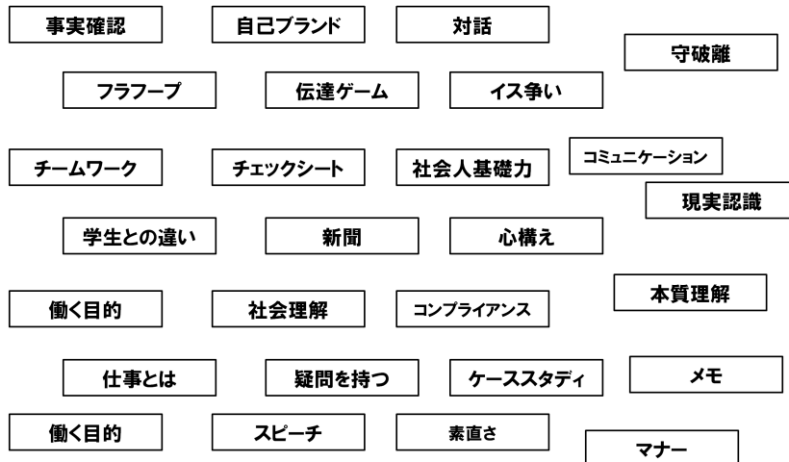 事実確認
自己ブランド
対話
守破離
フラフープ
伝達ゲーム
イス争い
チームワーク
チェックシート
社会人基礎力
コミュニケーション
現実認識
学生との違い
新聞
心構え
働く目的
社会理解
コンプライアンス
本質理解
仕事とは
疑問を持つ
ケーススタディ
メモ
働く目的
スピーチ
素直さ
マナー